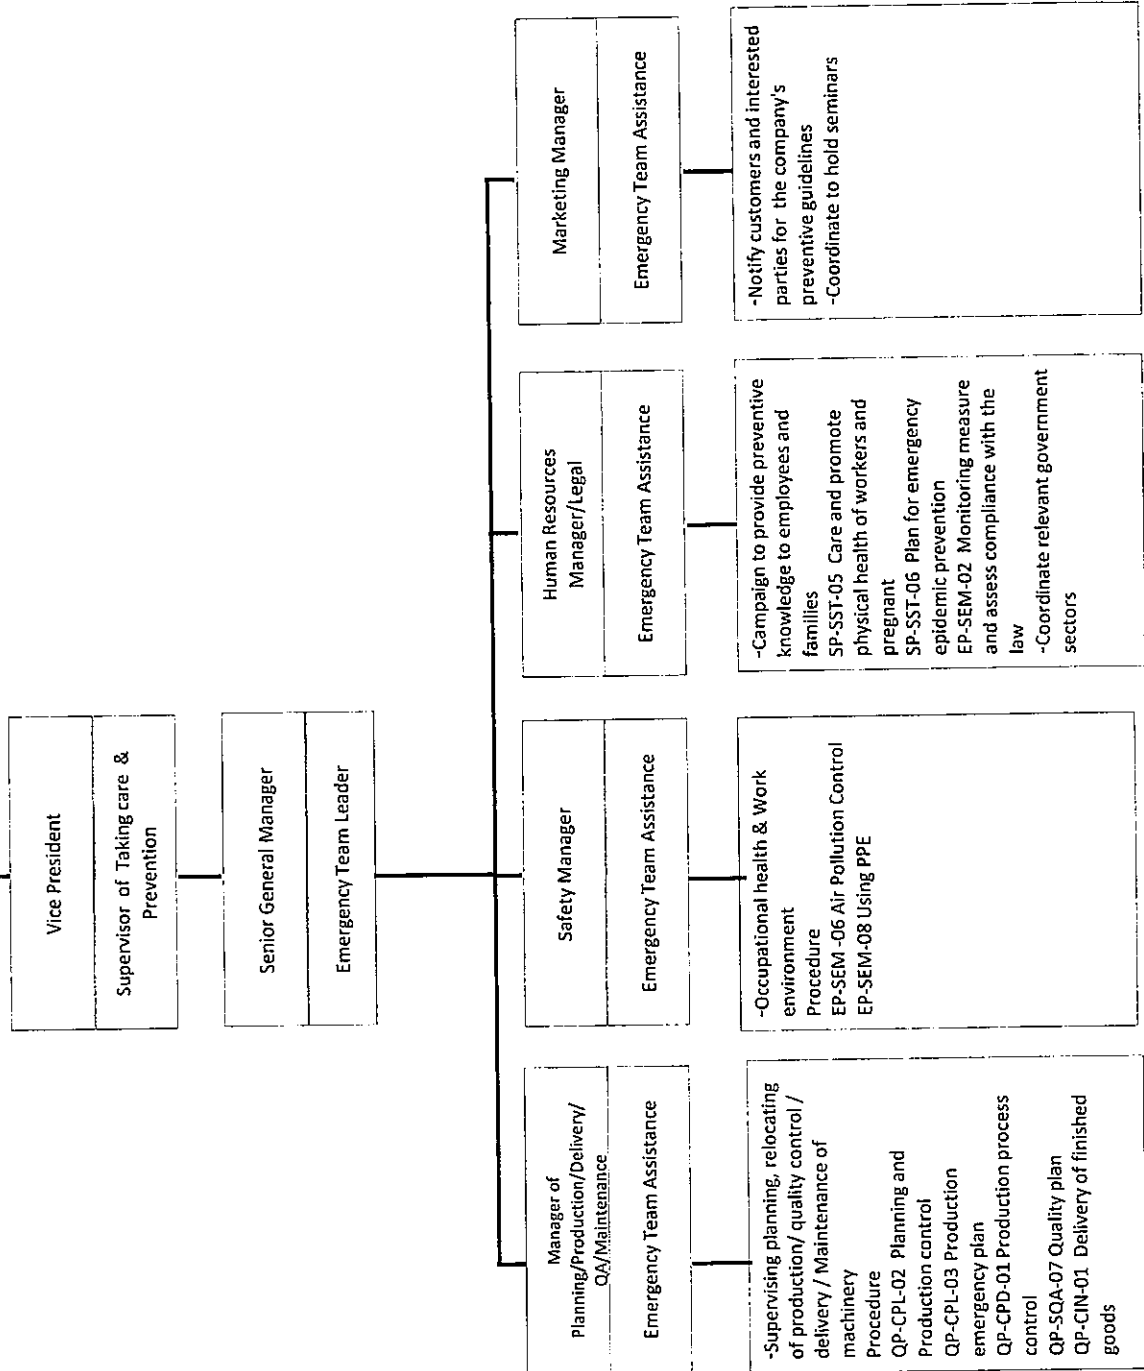 Vice President
Supervisor of Taking care &
Prevention
Senior General Manager
Emergency Team Leader
Manager of
Planning/Production/Delivery/
QA/Maintenance
Emergency Team Assistance
-Supervising planning, relocating
of production/ quality control /
delivery / Maintenance of
machinery
Procedure
QP-CPL-02 Planning and
Production control
QP-CPL-03 Production
emergency plan
QP-CPD-01 Production process
control
QP-SQA-07 Quality plan
QP-CIN-01 Delivery of finished
goods
Safety Manager
Emergency Team Assistance
-Occupational health & Work
environment
Procedure
EP-SEM -06 Air Pollution Control
EP-SEM-08 Using PPE
Human Resources
Manager/Legal
Emergency Team Assistance
-Campaign to provide preventive
knowledge to employees and
families
SP-SST-05 Care and promote
physical health of workers and
pregnant
SP-SST-06 Plan for emergency
epidemic prevention
EP-SEM-02 Monitoring measure
and assess compliance with the
law
-Coordinate relevant government
sectors
Marketing Manager
Emergency Team Assistance
-Notify customers and interested
parties for the company's
preventive guidelines
-Coordinate to hold seminars